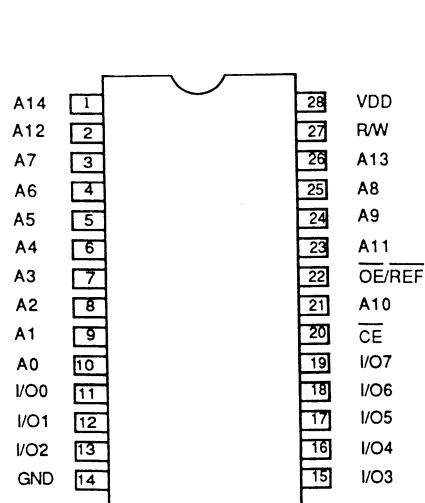 A14 1 28 VDD
A12 2 27 R/W
A7 3 26 A13
A6 4 25 A8
A5 5 24 A9
A4 6 23 A11
A3 7 22 OE/REF
A2 8 21 A10
A1 9 20 CE
A0 10 19 I/O7
I/O0 11 18 I/O6
I/O1 12 17 I/O5
I/O2 13 16 I/O4
GND 14 15 I/O3